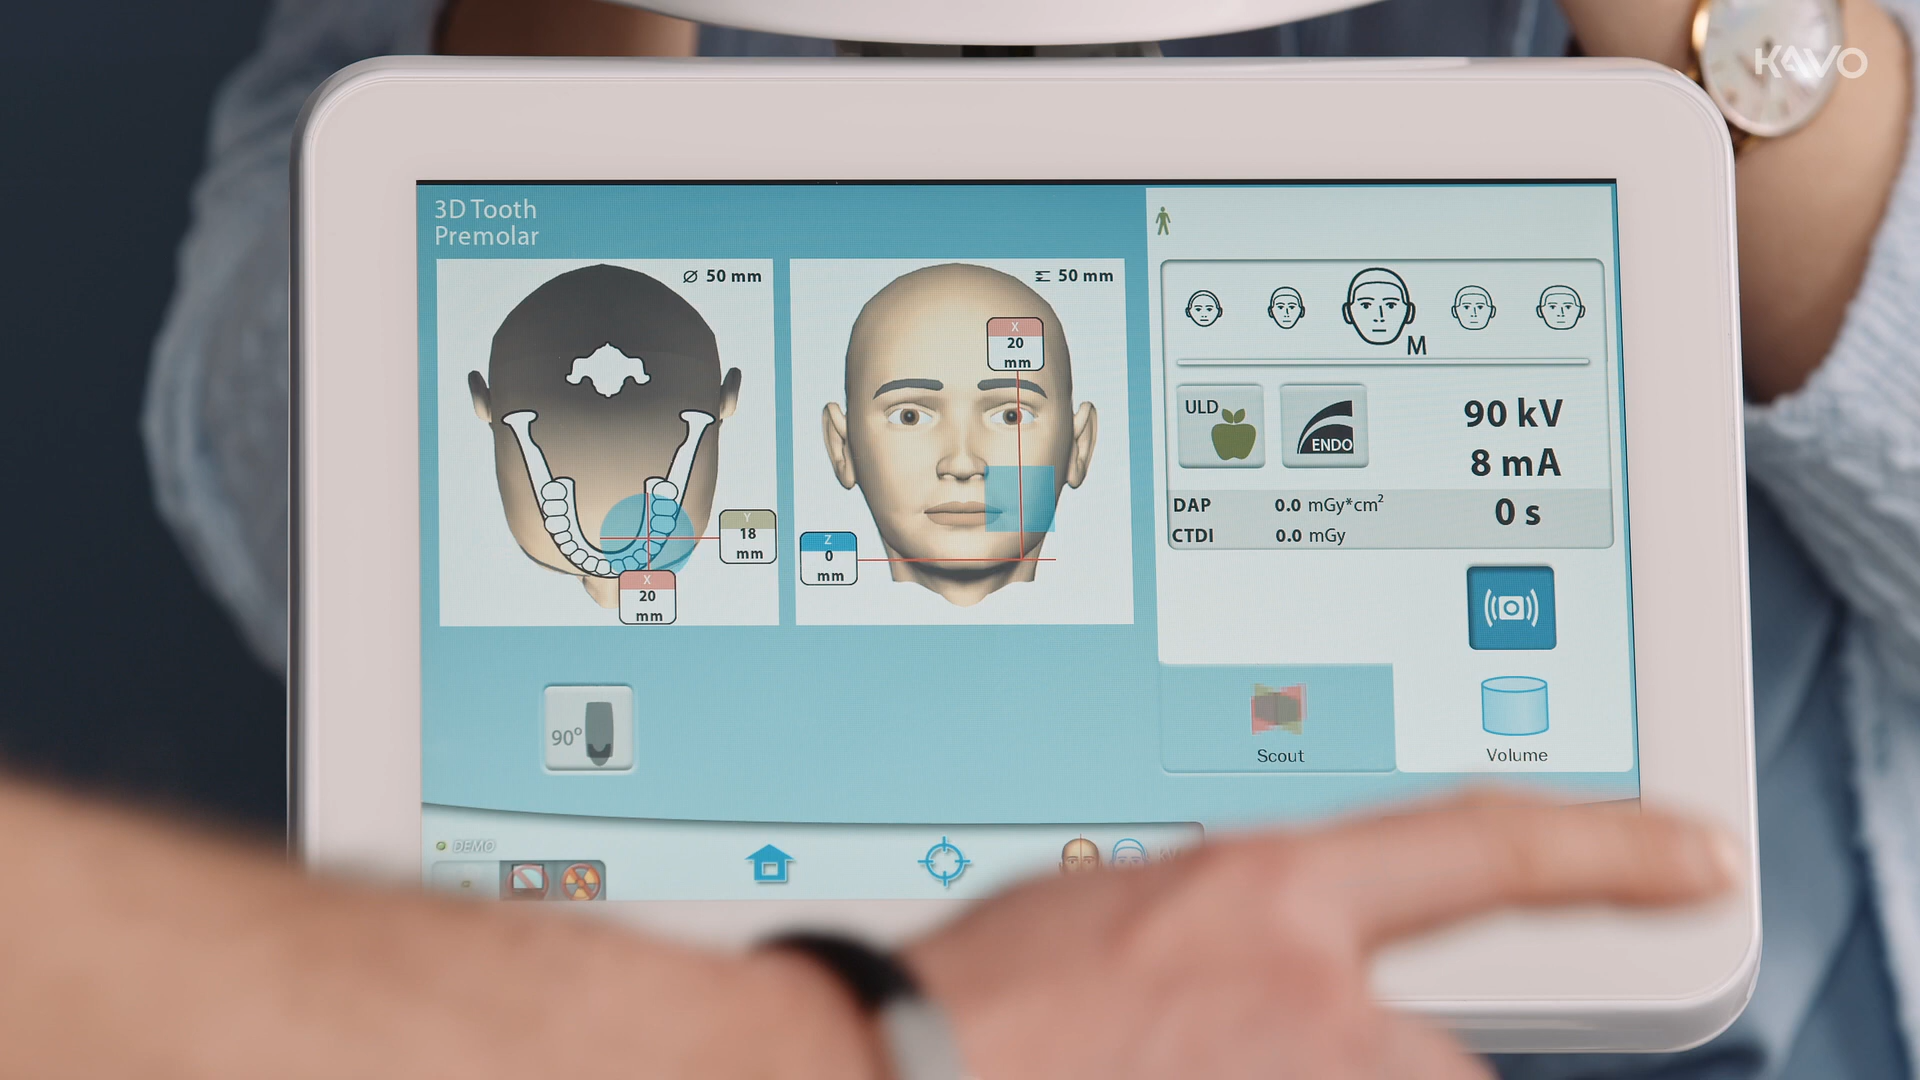 KAVO
3D Tooth
Premolar
Ø 50 mm
50 mm
X
20
mm
Y
18
mm
X
20
mm
Z
0
mm
M
ULD
ENDO
90 kV
8 mA
0 s
DAP 0.0 mGy*cm²
CTDI 0.0 mGy
90°
Scout
Volume
DEMO